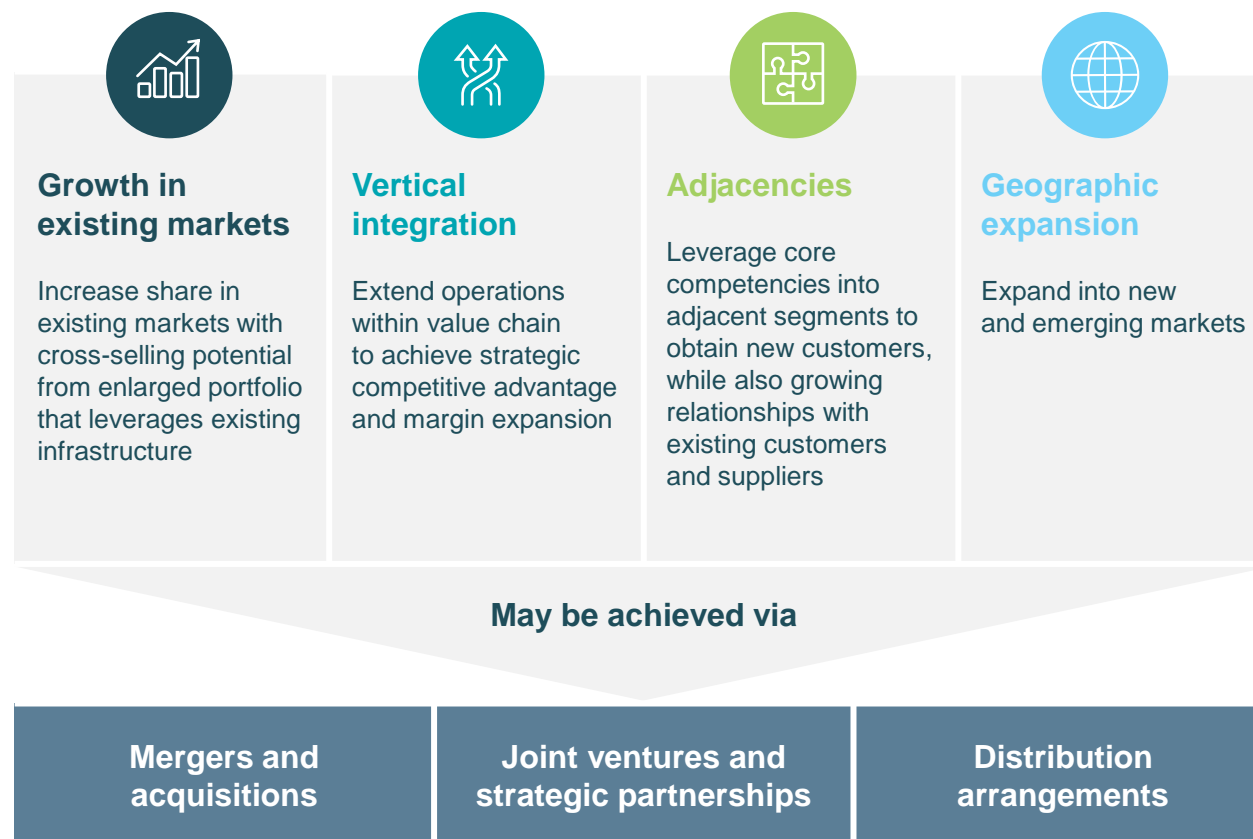 Growth in
existing markets
Increase share in
existing markets with
cross-selling potential
from enlarged portfolio
that leverages existing
infrastructure
Vertical
integration
Extend operations
within value chain
to achieve strategic
competitive advantage
and margin expansion
Adjacencies
Leverage core
competencies into
adjacent segments to
obtain new customers,
while also growing
relationships with
existing customers
and suppliers
Geographic
expansion
Expand into new
and emerging markets
May be achieved via
Mergers and
acquisitions
Joint ventures and
strategic partnerships
Distribution
arrangements